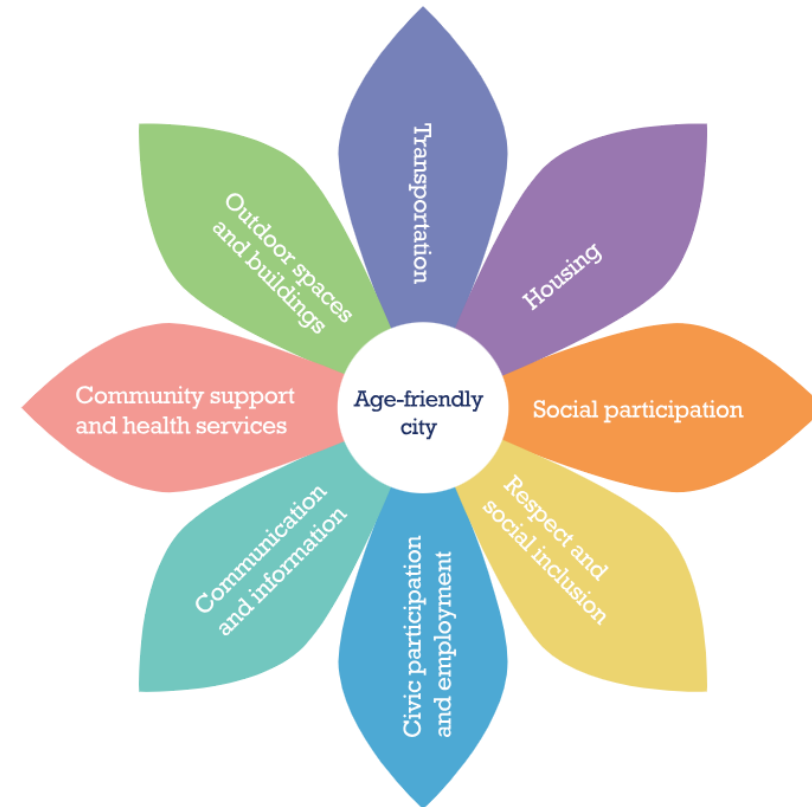 Transportation
Housing
Social participation
Respect and
social inclusion
Civic participation
and employment
Communication
and information
Community support
and health services
Outdoor spaces
and buildings
Age-friendly
city